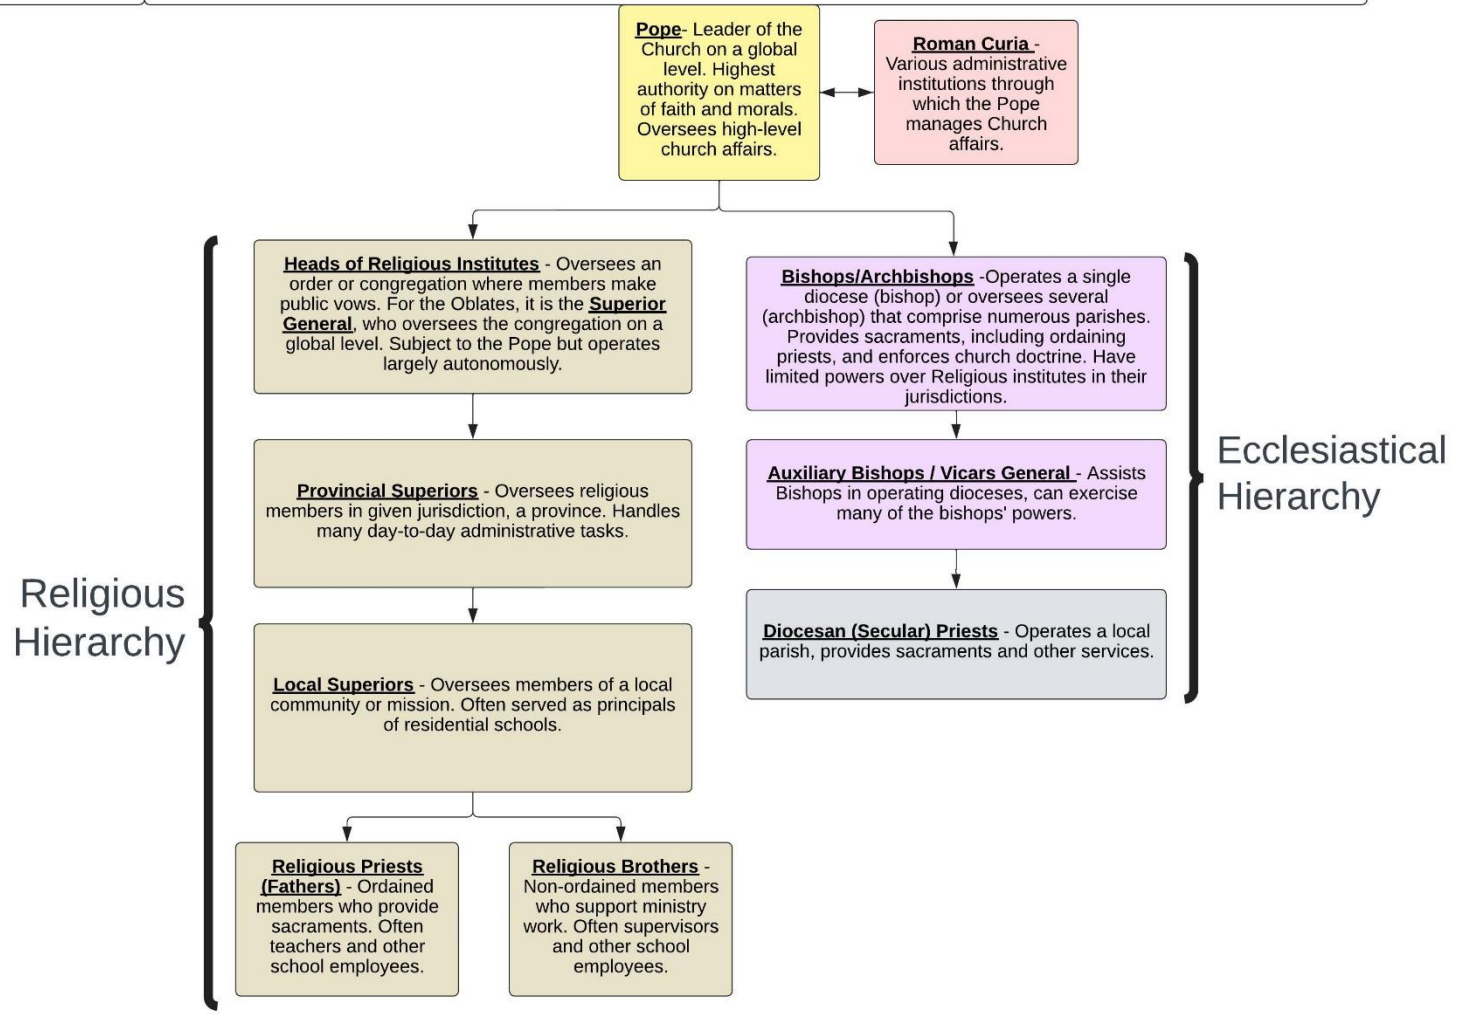 Pope- Leader of the
Church on a global
level. Highest
authority on matters
of faith and morals.
Oversees high-level
church affairs.
Roman Curia -
Various administrative
institutions through
which the Pope
manages Church
affairs.
Heads of Religious Institutes - Oversees an
order or congregation where members make
public vows. For the Oblates, it is the Superior
General, who oversees the congregation on a
global level. Subject to the Pope but operates
largely autonomously.
Bishops/Archbishops -Operates a single
diocese (bishop) or oversees several
(archbishop) that comprise numerous parishes.
Provides sacraments, including ordaining
priests, and enforces church doctrine. Have
limited powers over Religious institutes in their
jurisdictions.
Provincial Superiors - Oversees religious
members in given jurisdiction, a province. Handles
many day-to-day administrative tasks.
Auxiliary Bishops / Vicars General - Assists
Bishops in operating dioceses, can exercise
many of the bishops' powers.
Ecclesiastical
Hierarchy
Religious
Hierarchy
Local Superiors - Oversees members of a local
community or mission. Often served as principals
of residential schools.
Diocesan (Secular) Priests - Operates a local
parish, provides sacraments and other services.
Religious Priests
(Fathers) - Ordained
members who provide
sacraments. Often
teachers and other
school employees.
Religious Brothers -
Non-ordained members
who support ministry
work. Often supervisors
and other school
employees.